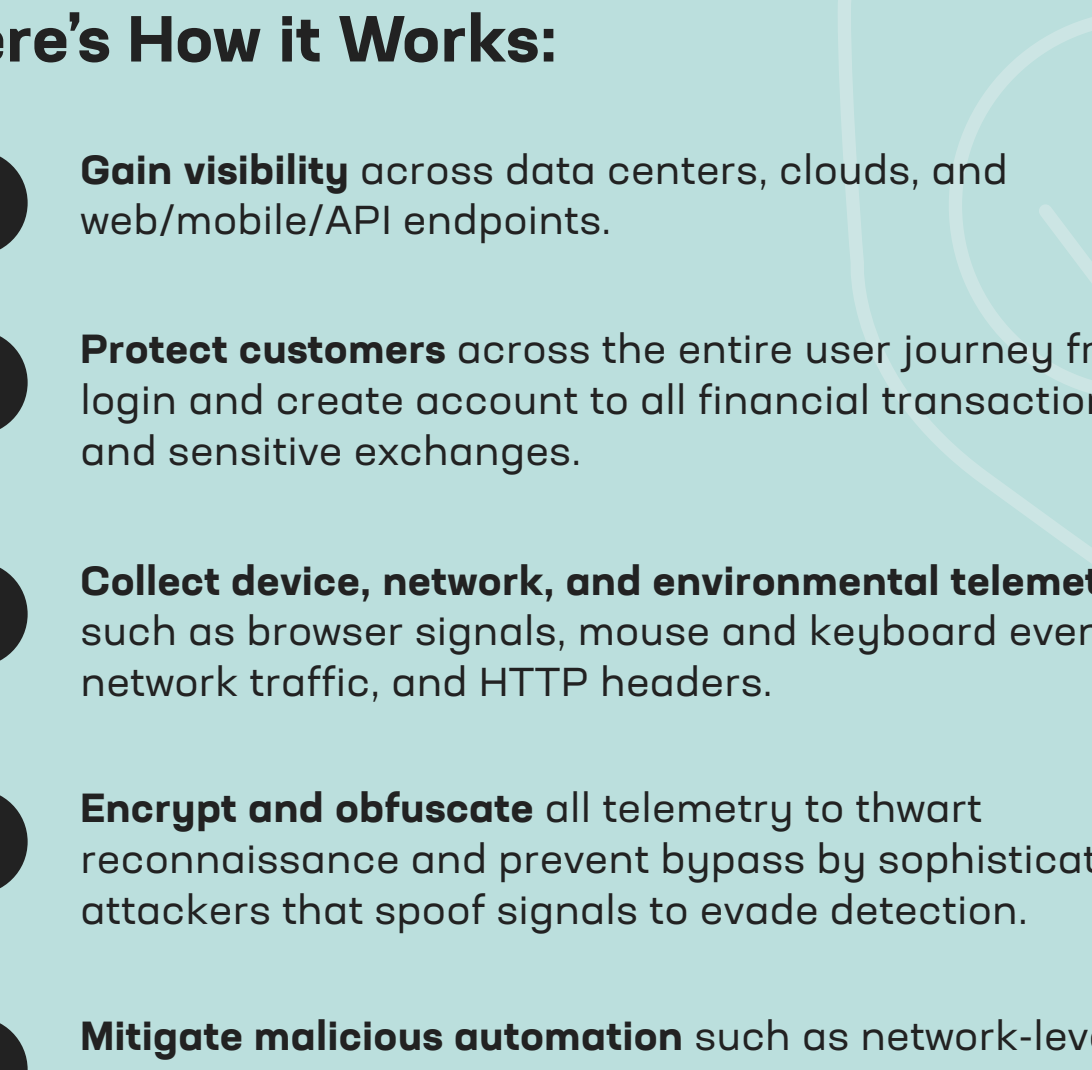 ere’s How it Works:
Gain visibility across data centers, clouds, and
web/mobile/API endpoints.
Protect customers across the entire user journey fr
login and create account to all financial transaction
and sensitive exchanges.
Collect device, network, and environmental telemet
such as browser signals, mouse and keyboard even
network traffic, and HTTP headers.
Encrypt and obfuscate all telemetry to thwart
reconnaissance and prevent bypass by sophisticat
attackers that spoof signals to evade detection.
Mitigate malicious automation such as network-leve